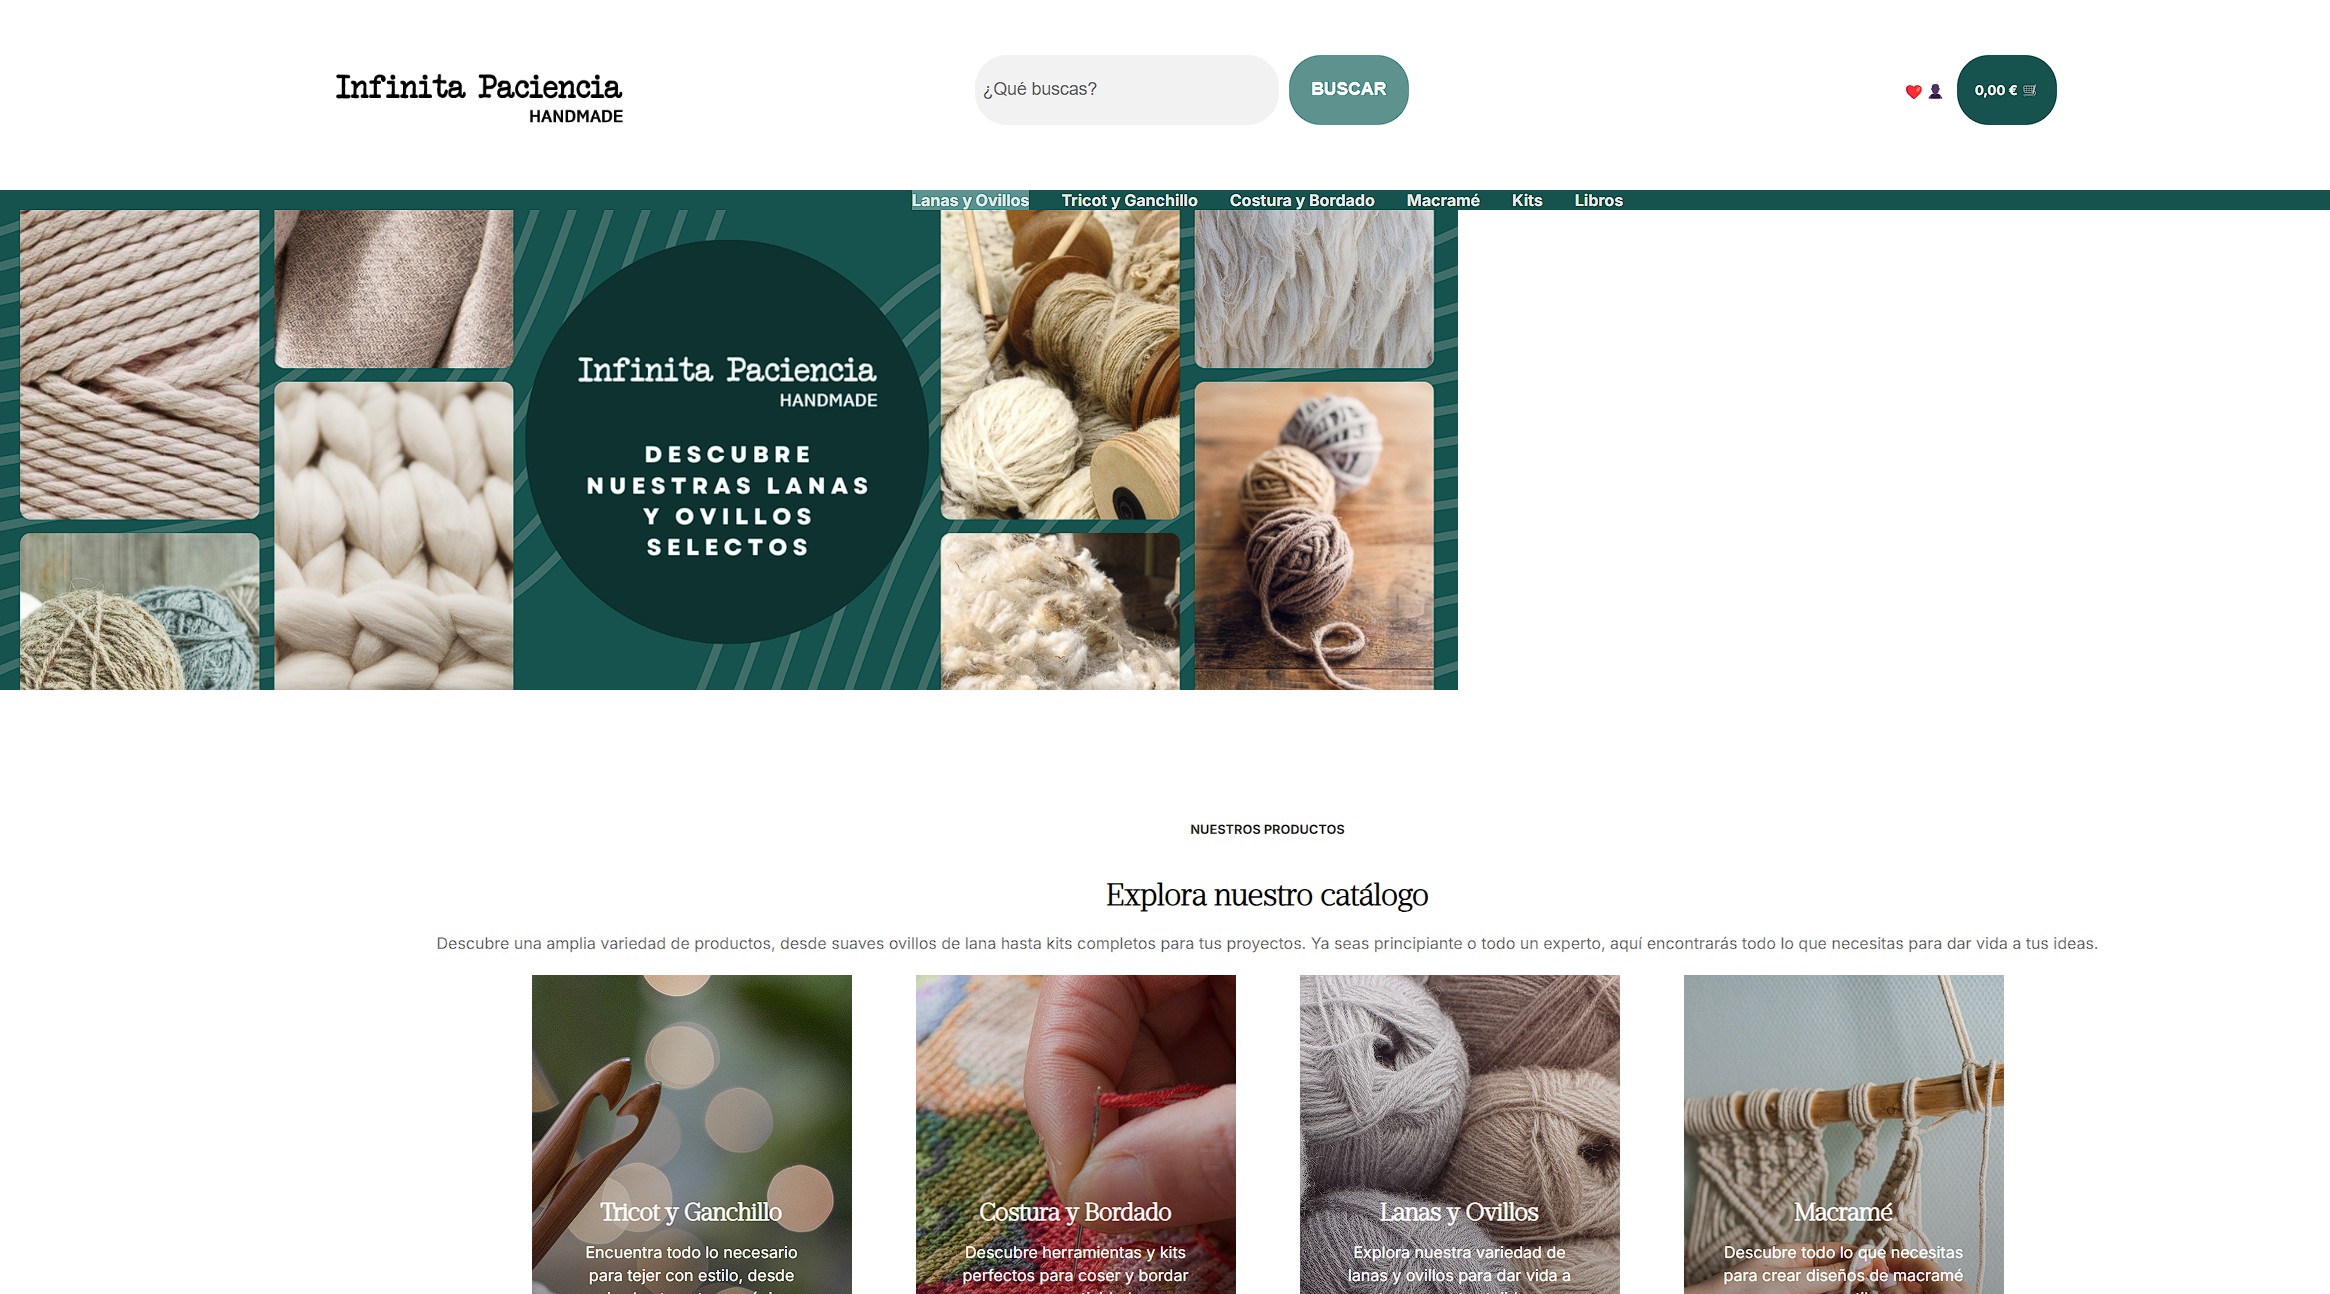 Infinita Paciencia
HANDMADE
¿Qué buscas?
BUSCAR
0,00 €
Lanas y Ovillos
Tricot y Ganchillo
Costura y Bordado
Macramé
Kits
Libros
Infinita Paciencia
HANDMADE
DESCUBRE
NUESTRAS LANAS
Y OVILLOS
SELECTOS
NUESTROS PRODUCTOS
Explora nuestro catálogo
Descubre una amplia variedad de productos, desde suaves ovillos de lana hasta kits completos para tus proyectos. Ya seas principiante o todo un experto, aquí encontrarás todo lo que necesitas para dar vida a tus ideas.
Tricot y Ganchillo
Encuentra todo lo necesario
para tejer con estilo, desde
Costura y Bordado
Descubre herramientas y kits
perfectos para coser y bordar
Lanas y Ovillos
Explora nuestra variedad de
lanas y ovillos para dar vida a
Macramé
Descubre todo lo que necesitas
para crear diseños de macramé